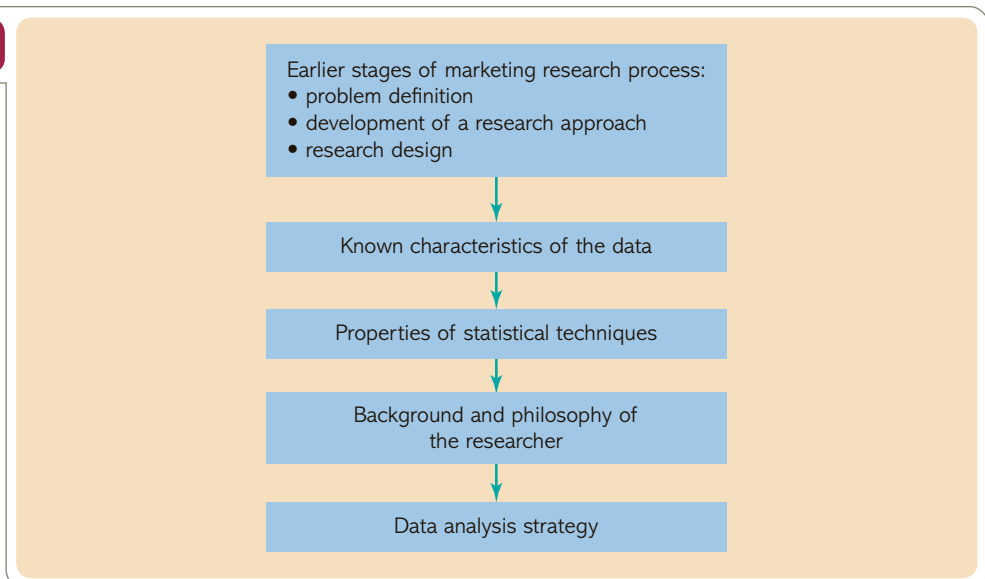 Earlier stages of marketing research process:
• problem definition
• development of a research approach
• research design
Known characteristics of the data
Properties of statistical techniques
Background and philosophy of
the researcher
Data analysis strategy